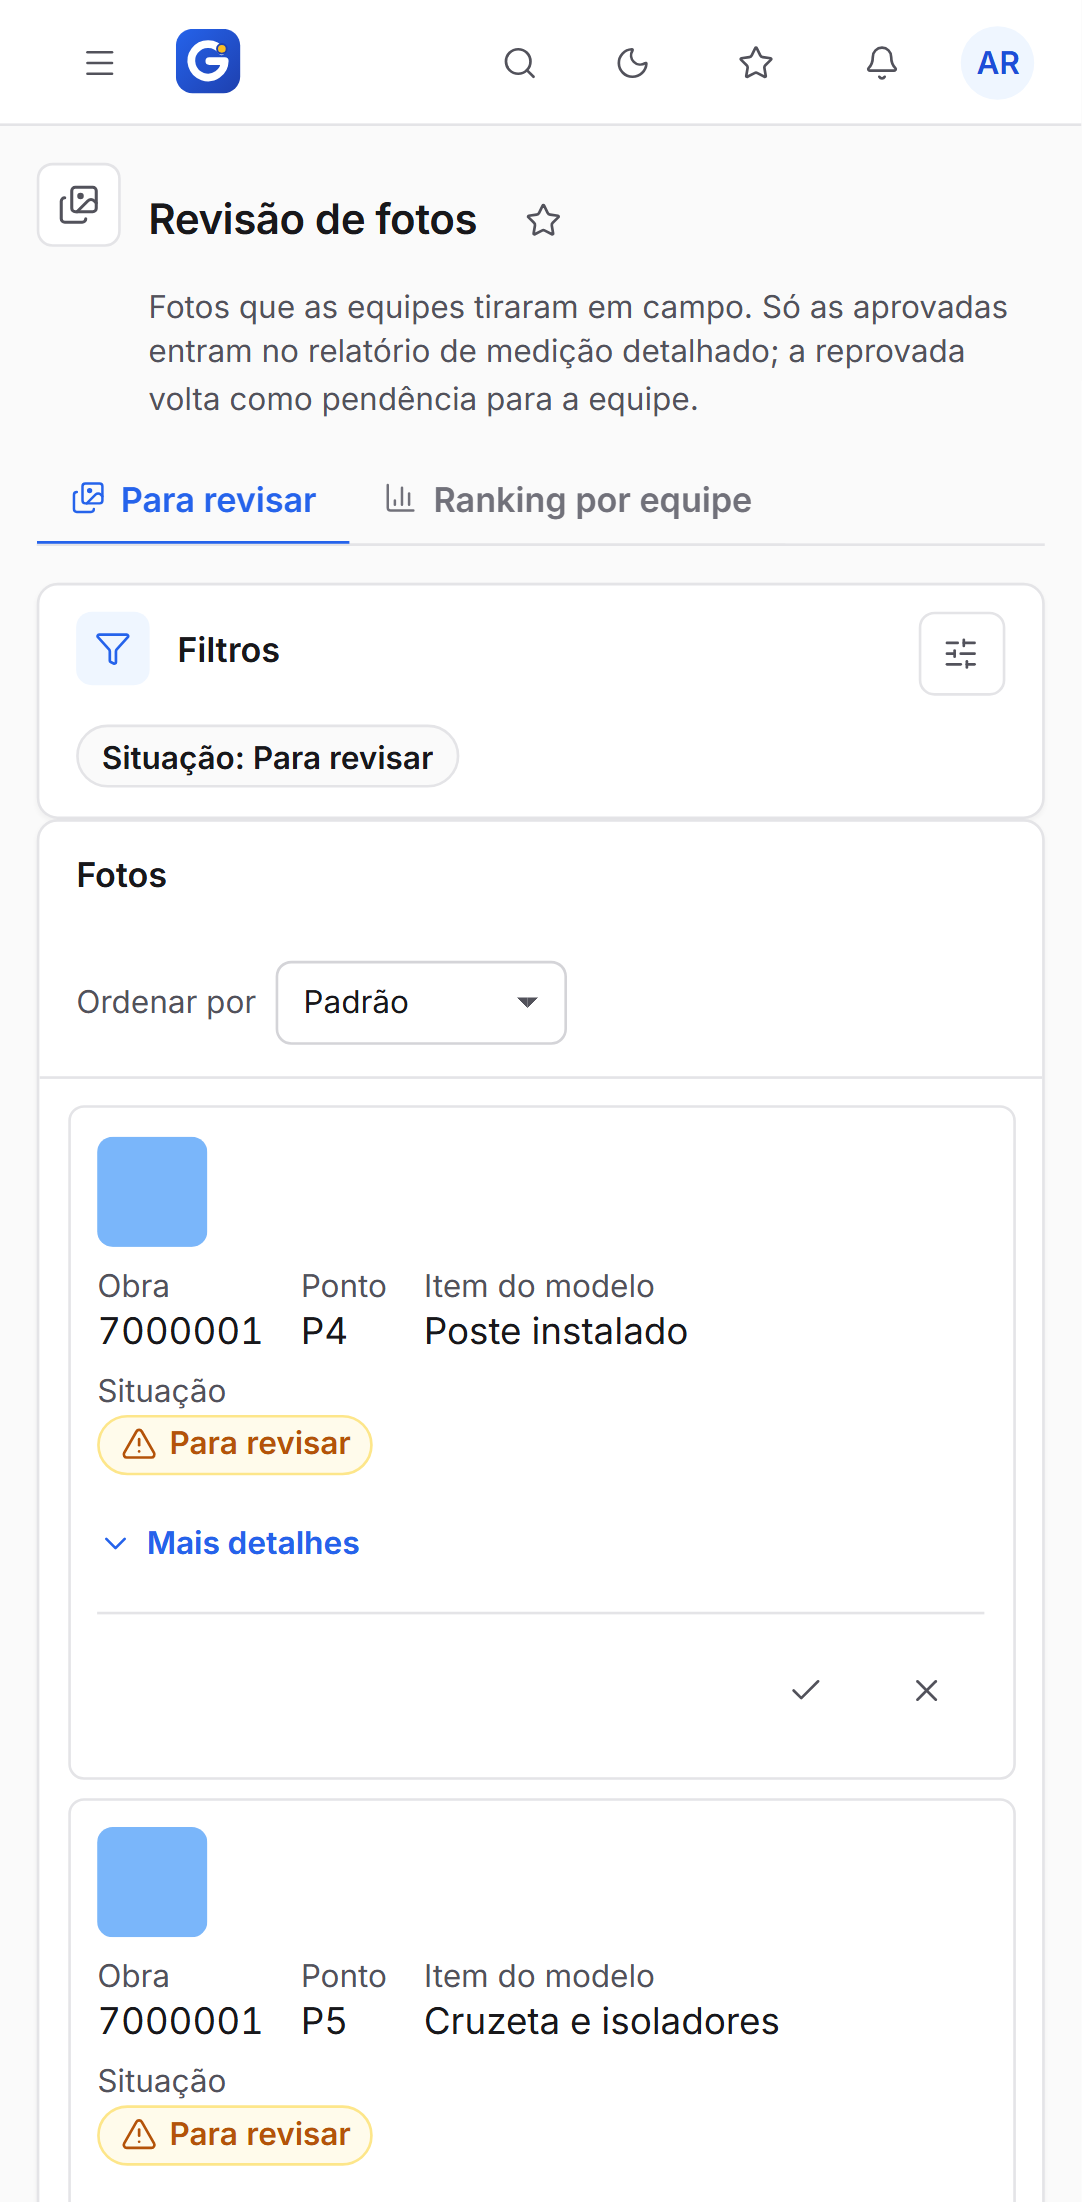 G
AR
Revisão de fotos
Fotos que as equipes tiraram em campo. Só as aprovadas
entram no relatório de medição detalhado; a reprovada
volta como pendência para a equipe.
Para revisar
Ranking por equipe
Filtros
Situação: Para revisar
Fotos
Ordenar por
Padrão
Obra
Ponto
Item do modelo
7000001
P4
Poste instalado
Situação
Para revisar
Mais detalhes
Obra
Ponto
Item do modelo
7000001
P5
Cruzeta e isoladores
Situação
Para revisar